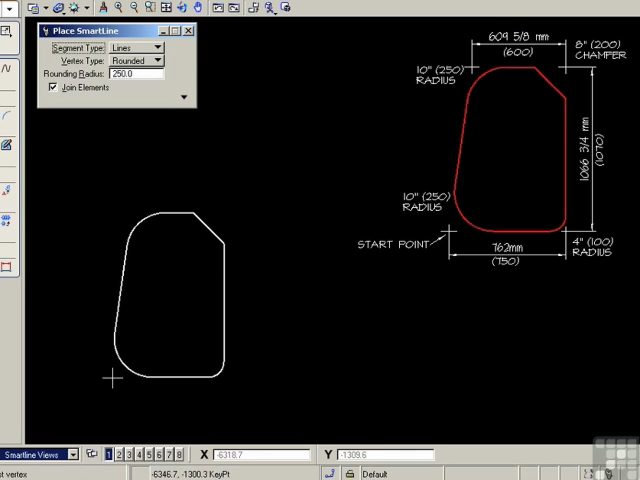 Place SmartLine
Segment Type: Lines
Vertex Type: Rounded
Rounding Radius: 250.0
Join Elements
609 5/8 mm
(600)
8" (200)
CHAMFER
10" (250)
RADIUS
1066 3/4 mm
(1070)
10" (250)
RADIUS
START POINT
762mm
(750)
4" (100)
RADIUS
Smartline Views
1 2 3 4 5 6 7 8
X -6318.7
Y -1309.6
st vertex
-6346.7, -1300.3 KeyPt
Default